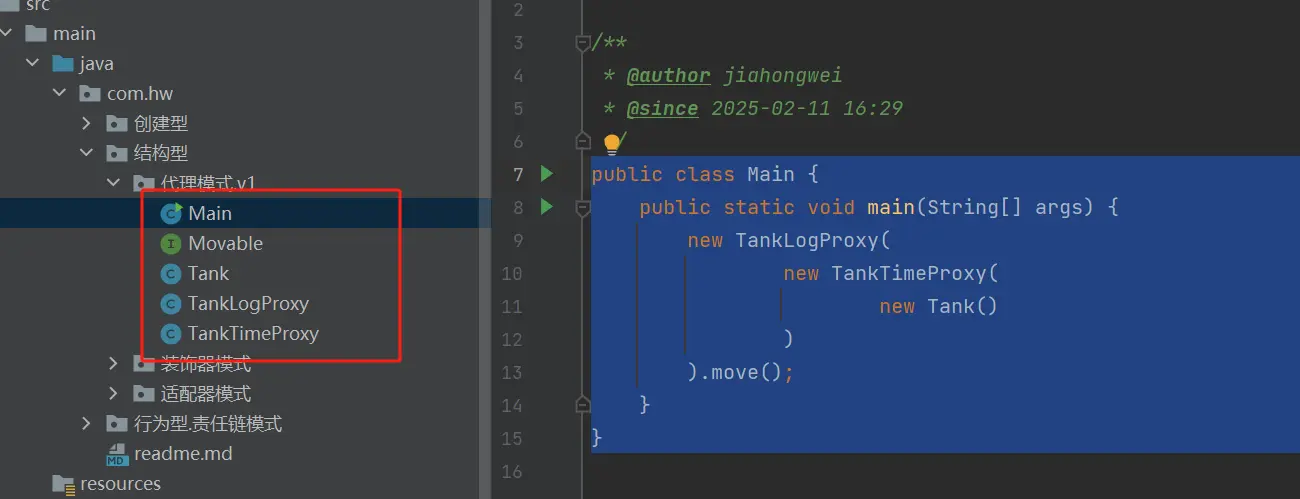 src
main
java
com.hw
创建型
结构型
代理模式.v1
Main
Movable
Tank
TankLogProxy
TankTimeProxy
装饰器模式
适配器模式
行为型.责任链模式
readme.md
resources
2
3 /**
4 * @author jiahongwei
5 * @since 2025-02-11 16:29
6 /
7 public class Main {
8 public static void main(String[] args) {
9 new TankLogProxy(
10 new TankTimeProxy(
11 new Tank()
12 )
13 ).move();
14 }
15 }
16